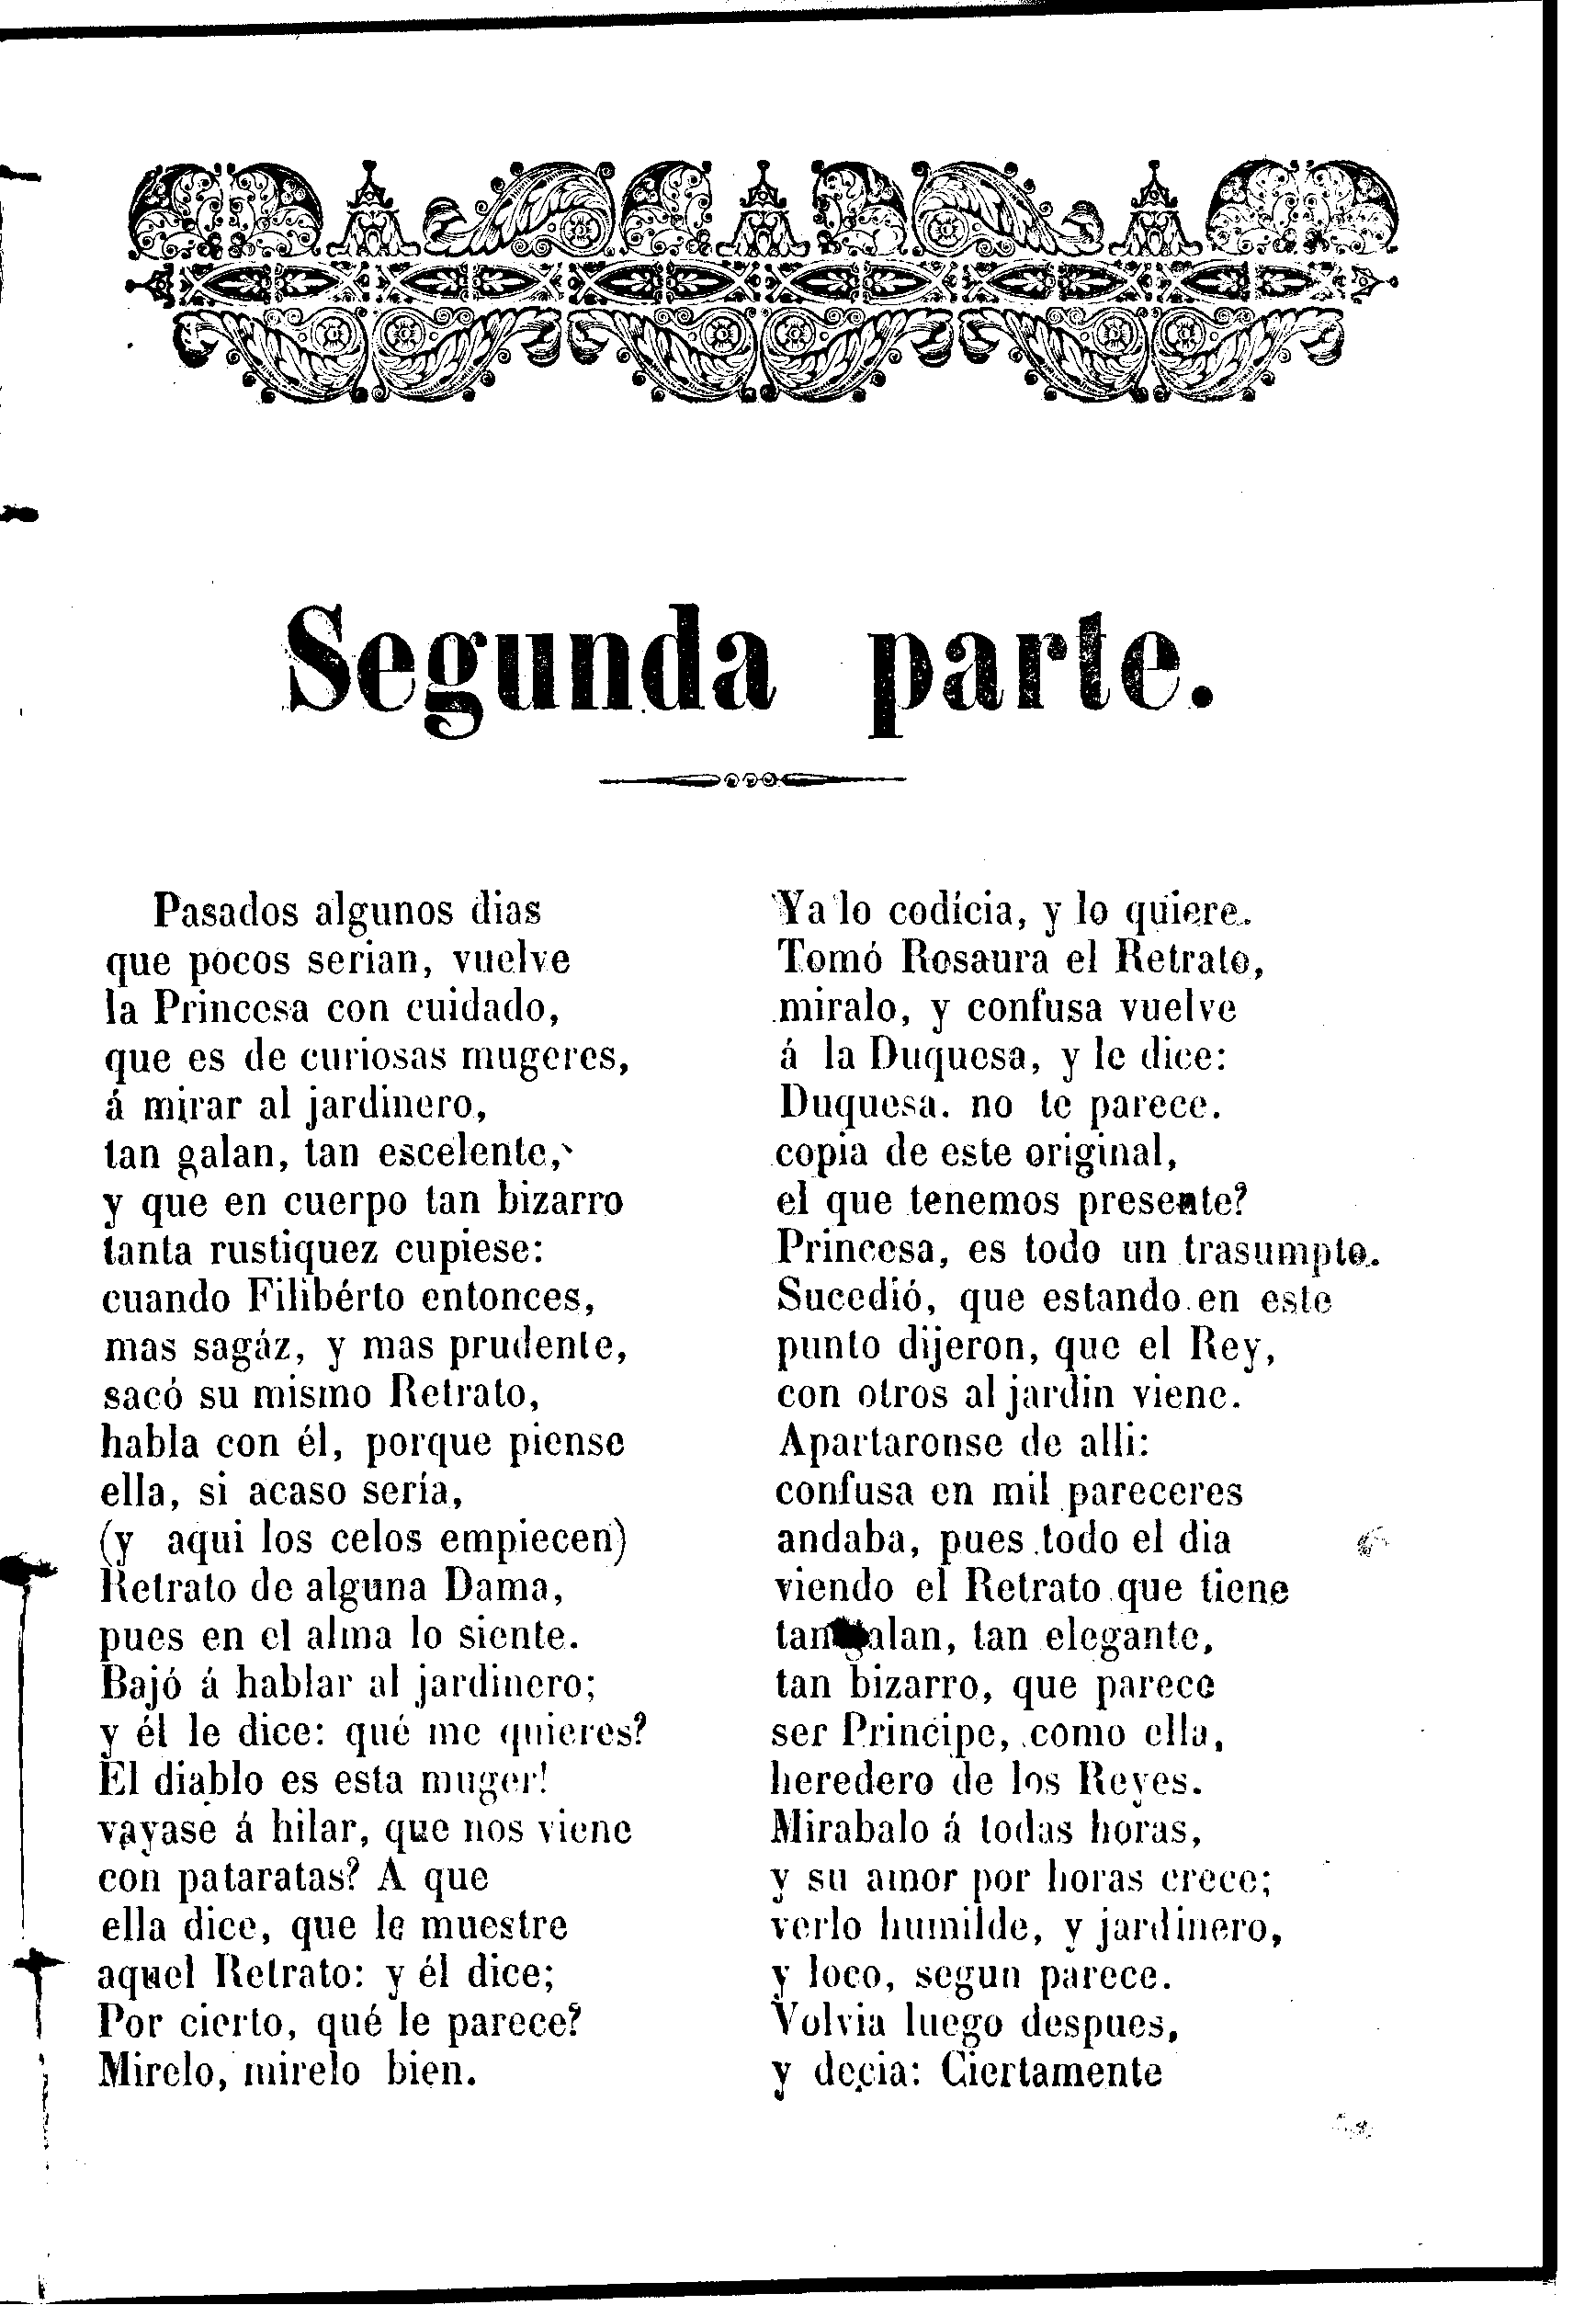 Segunda parte.
Pasados algunos dias
que pocos serian, vuelve
la Princesa con cuidado,
que es de curiosas mugeres,
á mirar al jardinero,
tan galan, tan escelente,
y que en cuerpo tan bizarro
tanta rustiquez cupiese:
cuando Filibérto entonces,
mas sagáz, y mas prudente,
sacó su mismo Retrato,
habla con él, porque piense
ella, si acaso sería,
(y aqui los celos empiecen)
Retrato de alguna Dama,
pues en el alma lo siente.
Bajó á hablar al jardinero;
y él le dice: qué me quieres?
El diablo es esta muger!
vayase á hilar, que nos viene
con pataratas? A que
ella dice, que le muestre
aquel Retrato: y él dice;
Por cierto, qué le parece?
Mirelo, mirelo bien.
Ya lo codícia, y lo quiere.
Tomó Rosaura el Retrato,
miralo, y confusa vuelve
á la Duquesa, y le dice:
Duquesa. no te parece.
copia de este original,
el que tenemos presente?
Princesa, es todo un trasumpto.
Sucedió, que estando en este
punto dijeron, que el Rey,
con otros al jardin viene.
Apartaronse de alli:
confusa en mil pareceres
andaba, pues todo el dia
viendo el Retrato que tiene
tan galan, tan elegante,
tan bizarro, que parece
ser Principe, como ella,
heredero de los Reyes.
Mirabalo á todas horas,
y su amor por horas crece;
verlo humilde, y jardinero,
y loco, segun parece.
Volvia luego despues,
y decia: Ciertamente